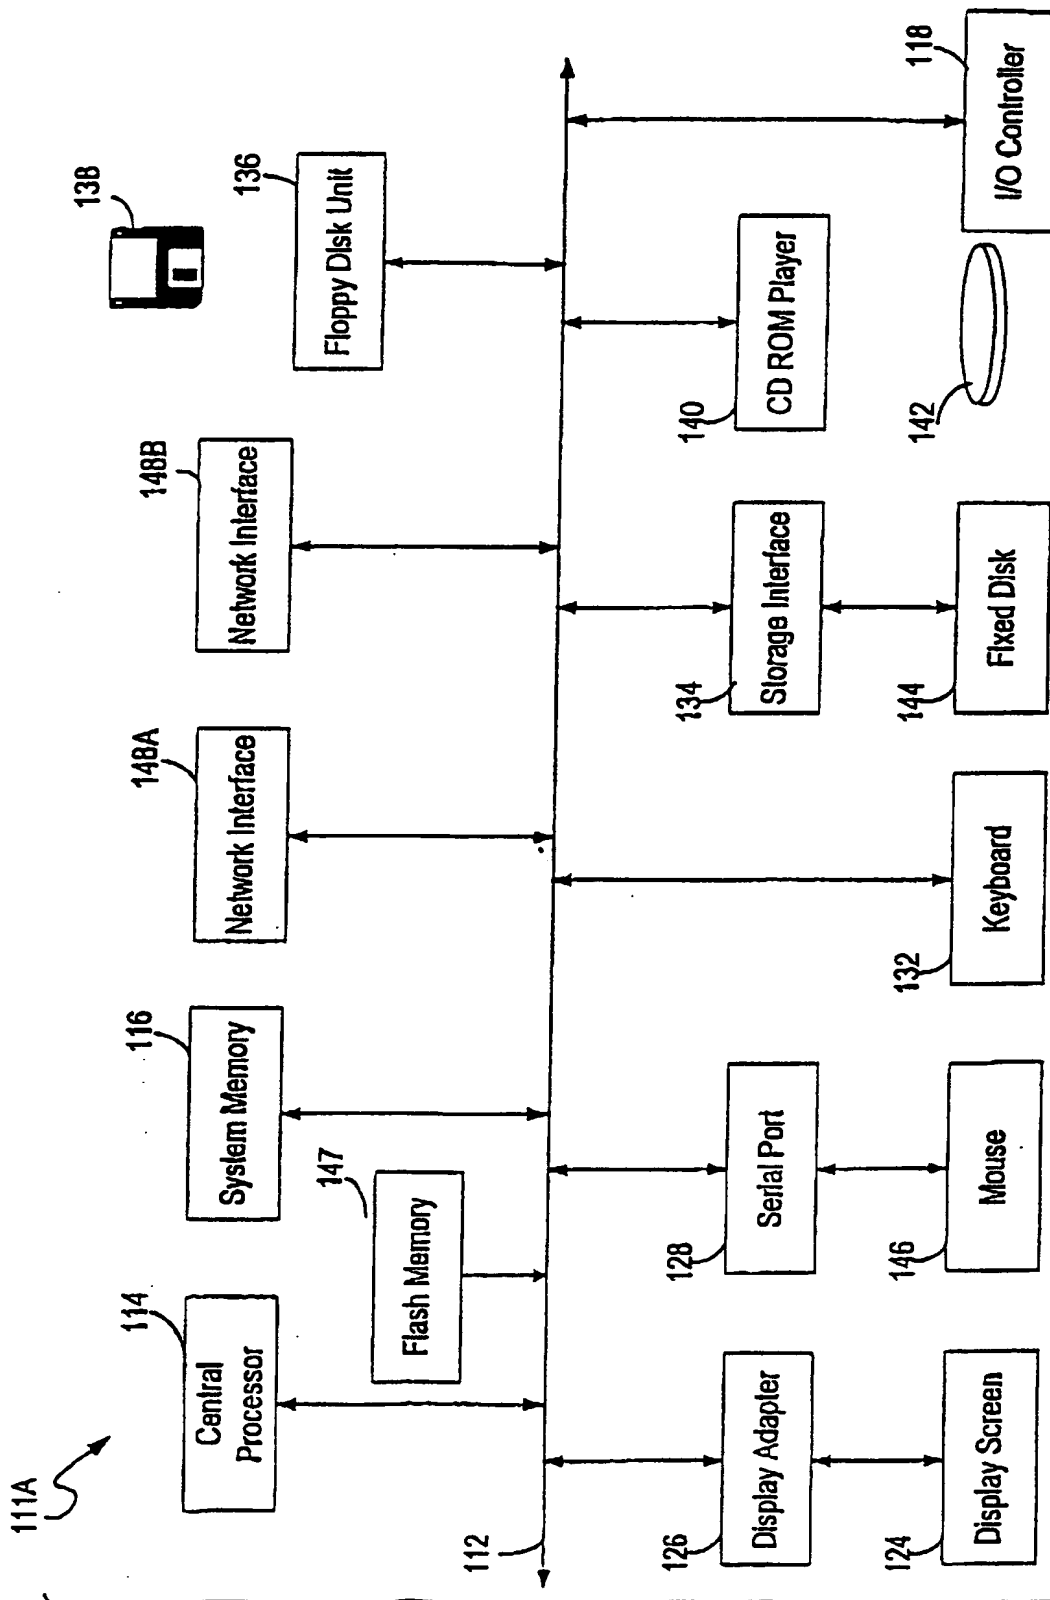 111A
114
Central
Processor
116
System Memory
148A
Network Interface
148B
Network Interface
138
136
Floppy Disk Unit
147
Flash Memory
112
126
Display Adapter
128
Serial Port
134
Storage Interface
140
CD ROM Player
124
Display Screen
146
Mouse
132
Keyboard
144
Fixed Disk
142
118
I/O Controller